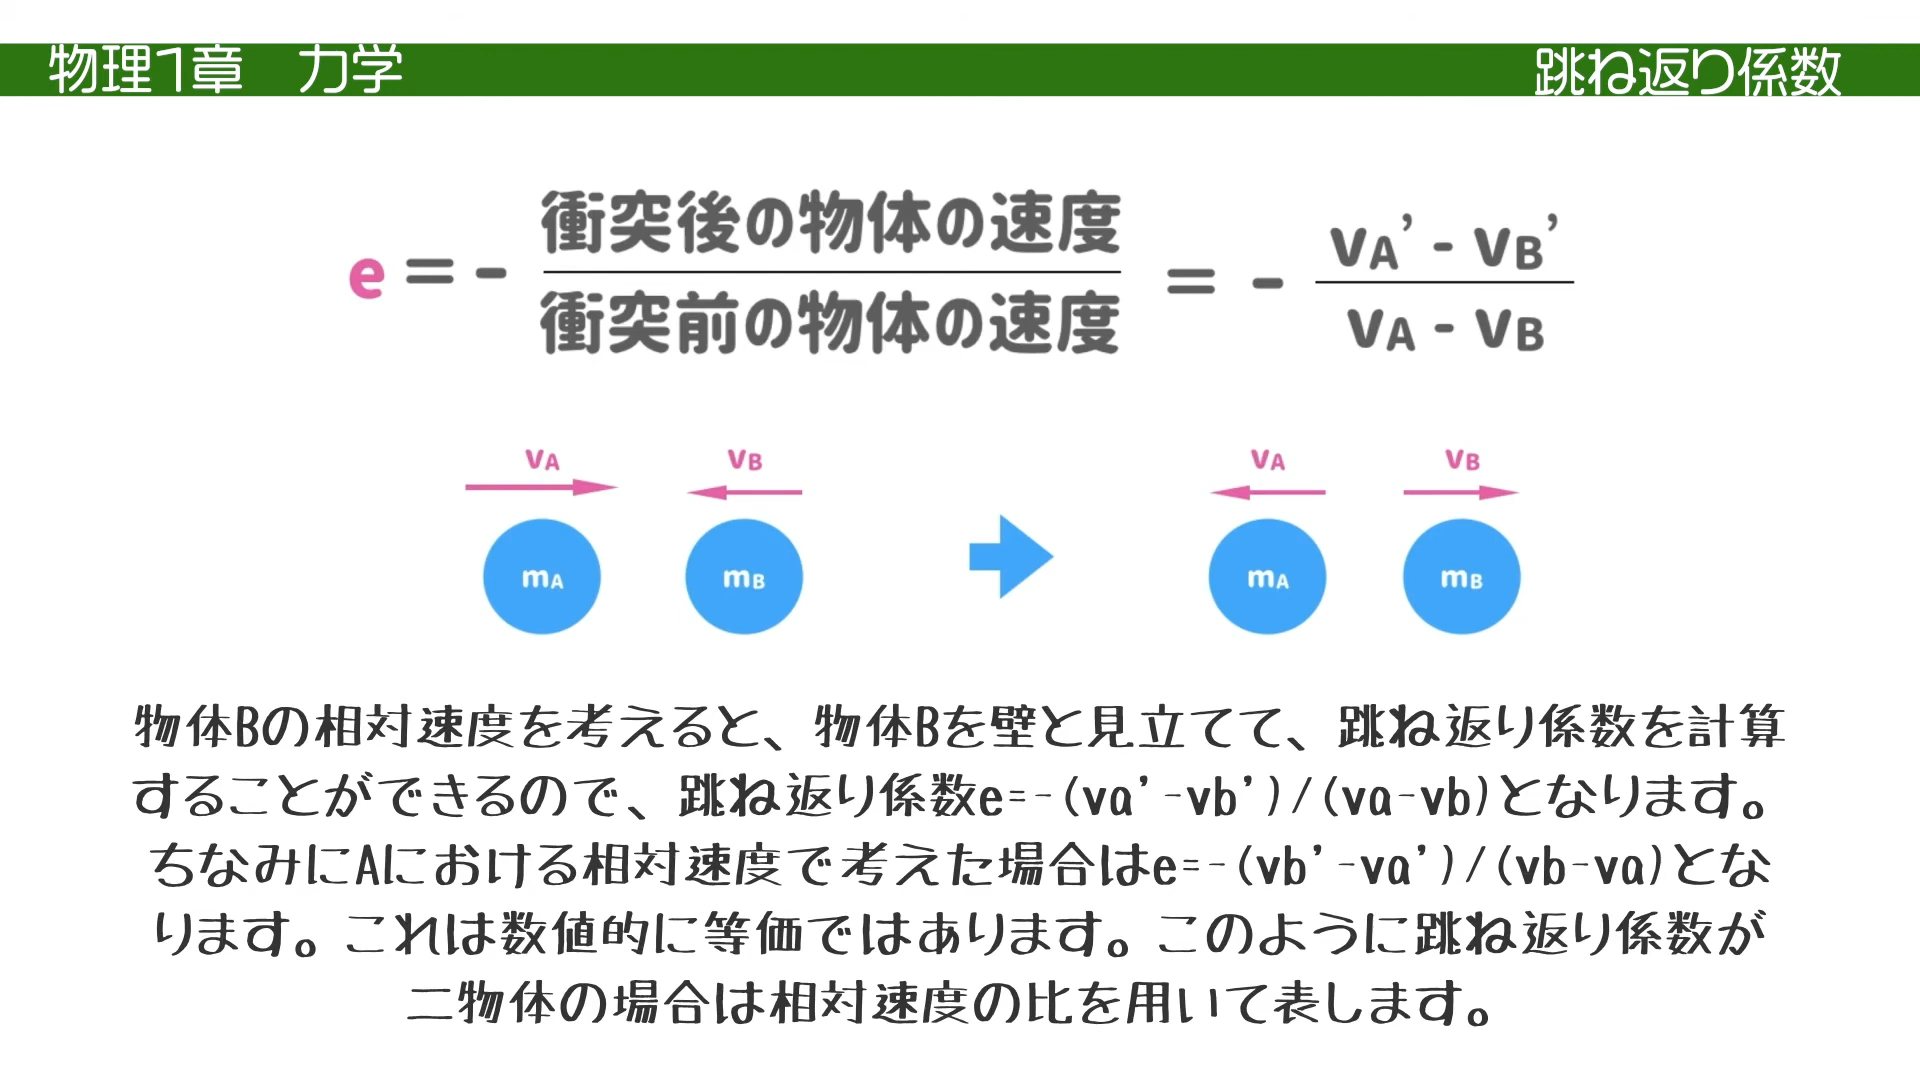 物理1章　力学
跳ね返り係数
e = - 衝突後の物体の速度 / 衝突前の物体の速度 = - vA' - vB' / vA - vB
vA vB vA vB
mA mB mA mB
物体Bの相対速度を考えると、物体Bを壁と見立てて、跳ね返り係数を計算
することができるので、跳ね返り係数e=-(va'-vb')/(va-vb)となります。
ちなみにAにおける相対速度で考えた場合はe=-(vb'-va')/(vb-va)とな
ります。これは数値的に等価ではあります。このように跳ね返り係数が
二物体の場合は相対速度の比を用いて表します。